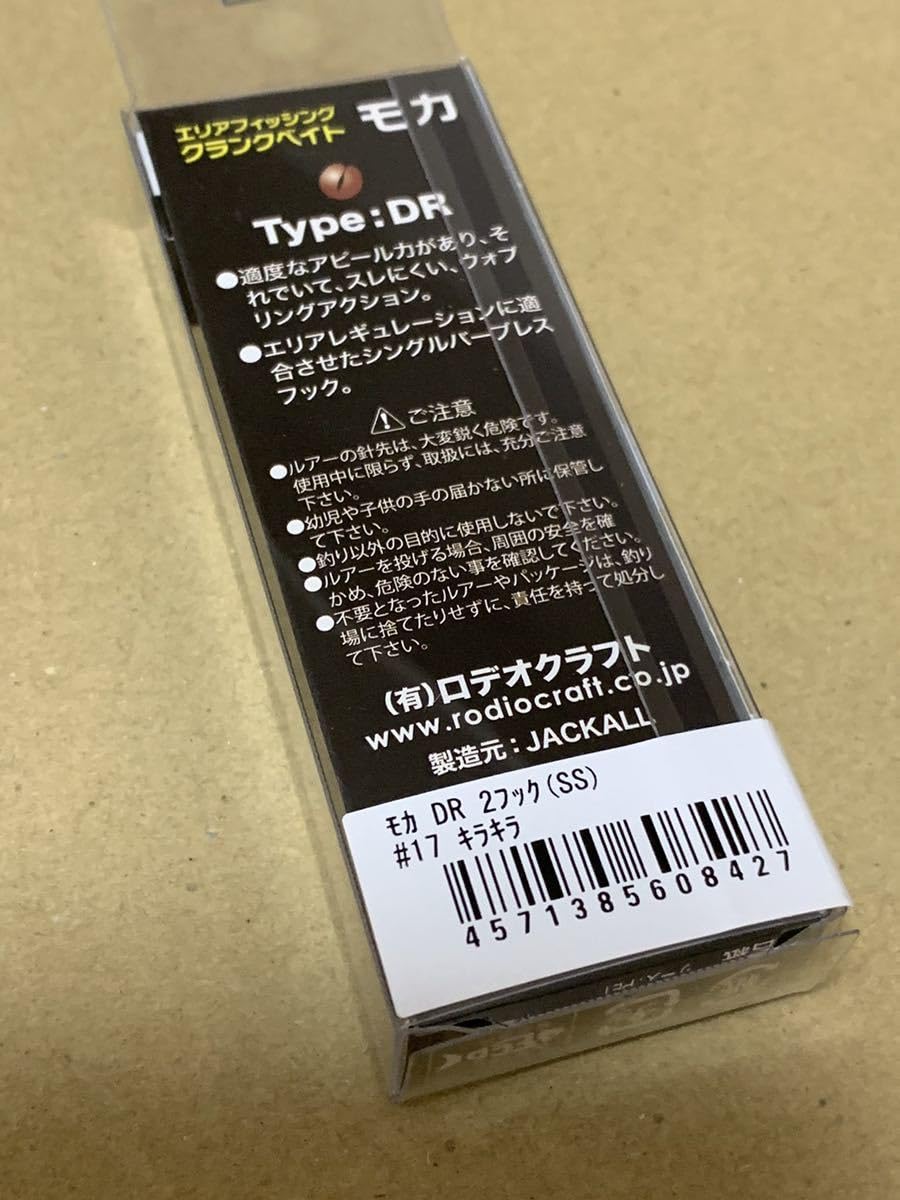 エリアフィッシング
クランクベイト モカ
Type:DR
●適度なアピール力があり、そ
れでいて、スレにくい、ウォブ
リングアクション。
●エリアレギュレーションに適
合させたシングルバーブレス
フック。
ご注意
●ルアーの針先は、大変鋭く危険です。
使用中に限らず、取扱には、充分ご注意
下さい。
●幼児や子供の手の届かない所に保管し
て下さい。
●釣り以外の目的に使用しないで下さい。
●ルアーを投げる場合、周囲の安全を確
かめ、危険のない事を確認してください。
●不要となったルアーやパッケージは、釣り
場に捨てたりせずに、責任を持って処分し
て下さい。
(有)ロデオクラフト
www.rodiocraft.co.jp
製造元:JACKALL
モカ DR 2フック(SS)
#17 キラキラ
4571385608427